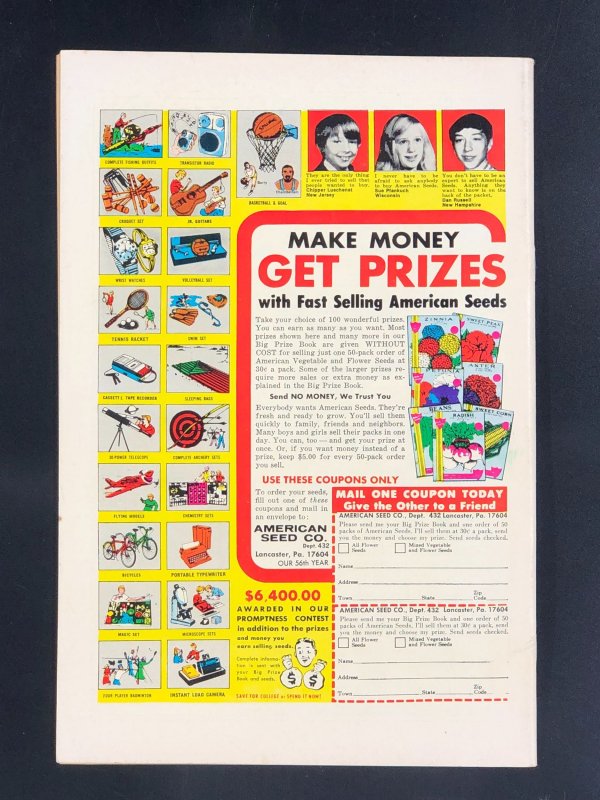 COMPLETE FISHING OUTFITS
TRANSISTOR RADIO
CROQUET SET
JR. GUITARS
BASKETBALL & GOAL
WRIST WATCHES
VOLLEYBALL SET
TENNIS RACKET
SWIM SET
CASSETTE TAPE RECORDER
SLEEPING BAGS
30-POWER TELESCOPE
COMPLETE ARCHERY SETS
FLYING MODELS
CHEMISTRY SETS
BICYCLES
PORTABLE TYPEWRITER
MAGIC SET
MICROSCOPE SETS
FOUR PLAYER BADMINTON
INSTANT LOAD CAMERA
They are the only thing
I ever tried to sell that
people wanted to buy.
Chipper Luschenat
New Jersey
I never have to be
afraid to ask anybody
to buy American Seeds.
Sue Pienkuch
Wisconsin
You don't have to be an
expert to sell American
Seeds. Anything they
want to know is on the
back of the packet.
Dan Russell
New Hampshire
MAKE MONEY
GET PRIZES
with Fast Selling American Seeds
Take your choice of 100 wonderful prizes.
You can earn as many as you want. Most
prizes shown here and many more in our
Big Prize Book are given WITHOUT
COST for selling just one 50-pack order of
American Vegetable and Flower Seeds at
30¢ a pack. Some of the larger prizes re-
quire more sales or extra money as ex-
plained in the Big Prize Book.
Send NO MONEY, We Trust You
Everybody wants American Seeds. They're
fresh and ready to grow. You'll sell them
quickly to family, friends and neighbors.
Many boys and girls sell their packs in one
day. You can, too — and get your prize at
once. Or, if you want money instead of a
prize, keep $5.00 for every 50-pack order
you sell.
ZINNIA
SWEET PEAS
PETUNIA
ASTER
BEANS
RADISH
SWEET CORN
USE THESE COUPONS ONLY
To order your seeds,
fill out one of these
coupons and mail in
an envelope to:
AMERICAN
SEED CO.
Dept. 432
Lancaster, Pa. 17604
OUR 56th YEAR
$6,400.00
AWARDED IN OUR
PROMPTNESS CONTEST
in addition to the prizes
and money you
earn selling seeds.
Complete informa-
tion is sent with
your Big Prize
Book and seeds.
SAVE FOR COLLEGE or SPEND IT NOW!
MAIL ONE COUPON TODAY
Give the Other to a Friend
AMERICAN SEED CO., Dept. 432 Lancaster, Pa. 17604
Please send me your Big Prize Book and one order of 50
packs of American Seeds. I'll sell them at 30¢ a pack, send
you the money and choose my prize. Send seeds checked.
All Flower
Seeds
Mixed Vegetable
and Flower Seeds
Name
Address
Town State Zip Code
AMERICAN SEED CO., Dept. 432 Lancaster, Pa. 17604
Please send me your Big Prize Book and one order of 50
packs of American Seeds. I'll sell them at 30¢ a pack, send
you the money and choose my prize. Send seeds checked.
All Flower
Seeds
Mixed Vegetable
and Flower Seeds
Name
Address
Town State Zip Code